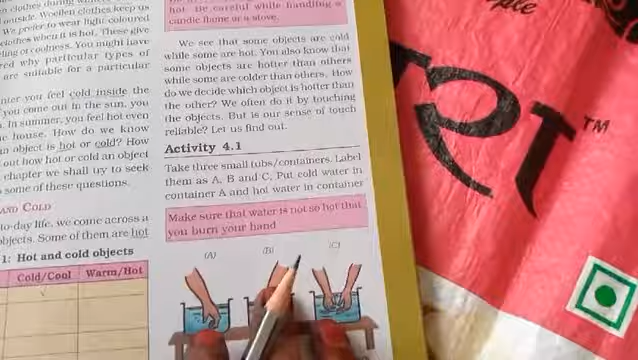 clothes during
outside. Woollen clothes keep us
We prefer to wear light coloured
clothes when it is hot. These give
ling of coolness. You might have
red why particular types of
are suitable for a particular
nter you feel cold inside the
you come out in the sun, you
. In summer, you feel hot even
e house. How do we know
an object is hot or cold? How
out how hot or cold an object
chapter we shall try to seek
some of these questions.
AND COLD
to-day life, we come across a
objects. Some of them are hot
1: Hot and cold objects
Cold/Cool Warm/Hot
hot. Be careful while handling a
candle flame or a stove.
We see that some objects are cold
while some are hot. You also know that
some objects are hotter than others
while some are colder than others. How
do we decide which object is hotter than
the other? We often do it by touching
the objects. But is our sense of touch
reliable? Let us find out.
Activity 4.1
Take three small tubs/containers. Label
them as A, B and C. Put cold water in
container A and hot water in container
Make sure that water is not so hot that
you burn your hand
(A) (B) (C)
TM